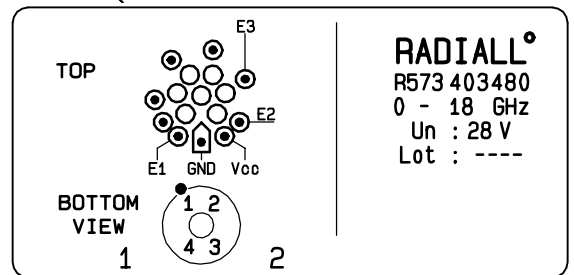 TOP
E3
E2
E1 GND Vcc
BOTTOM
VIEW
1 2
4 3
1 2
RADIALL°
R573 403480
0 - 18 GHz
Un : 28 V
Lot : ----